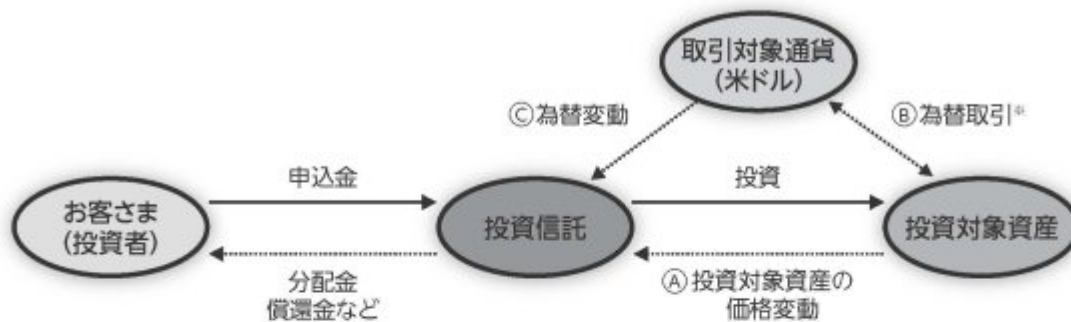 取引対象通貨
(米ドル)
Ⓒ為替変動
Ⓑ為替取引※
申込金
投資
お客さま
(投資者)
投資信託
投資対象資産
分配金
償還金など
Ⓐ投資対象資産の
価格変動